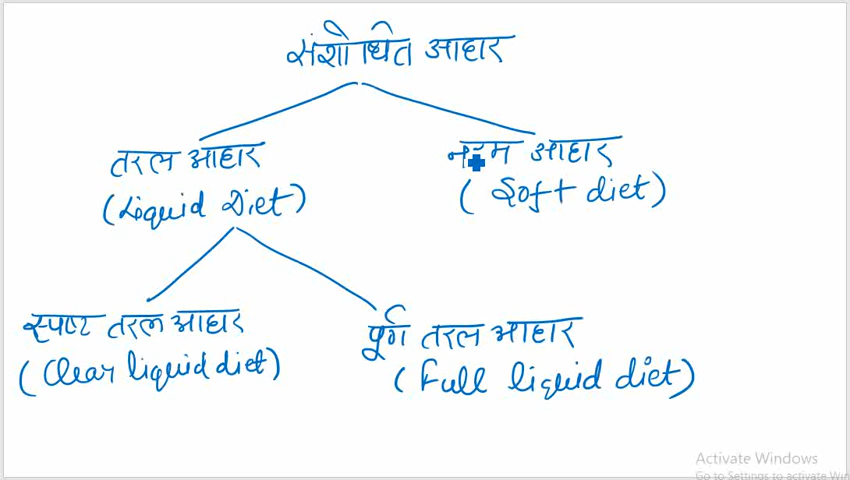 संशोधित आहार
तरल आहार
(Liquid Diet)
नरम आहार
(Soft diet)
स्पष्ट तरल आहार
(Clear liquid diet)
पूर्ण तरल आहार
(Full liquid diet)
Activate Windows
Go to Settings to activate Win